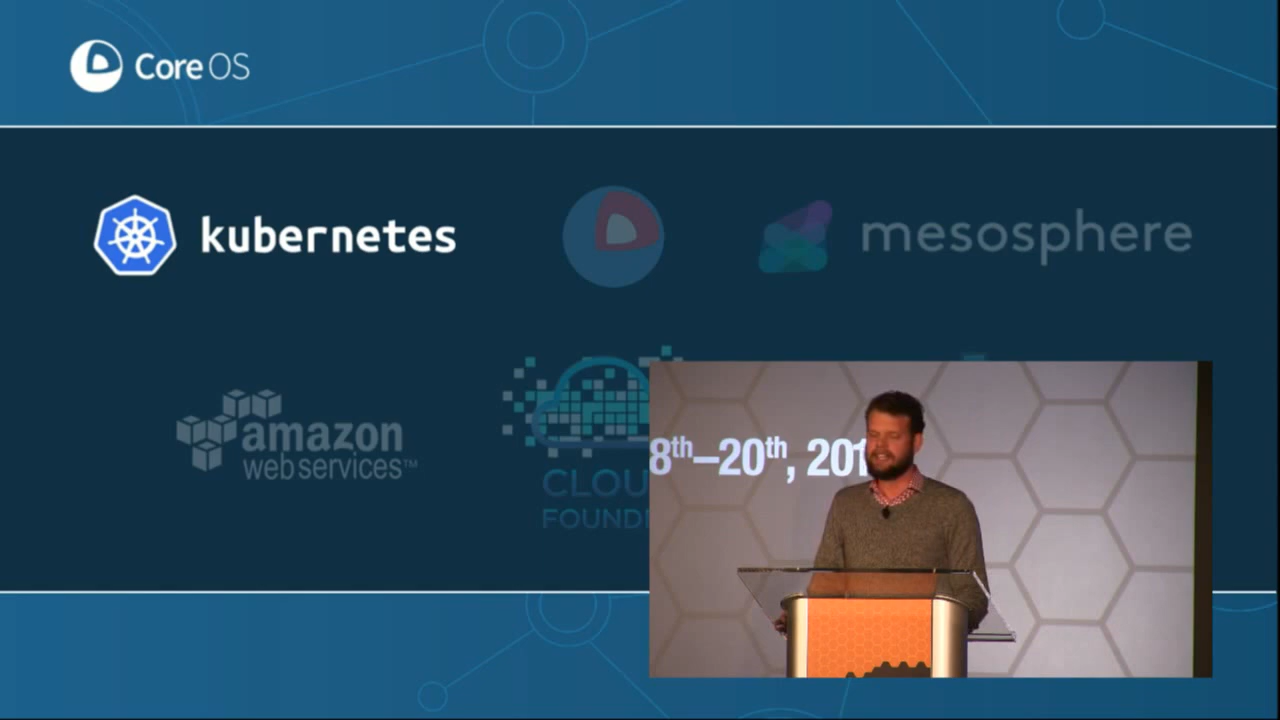 CoreOS
kubernetes
mesosphere
amazon
webservices™
CLOU
FOUND
8th–20th, 201